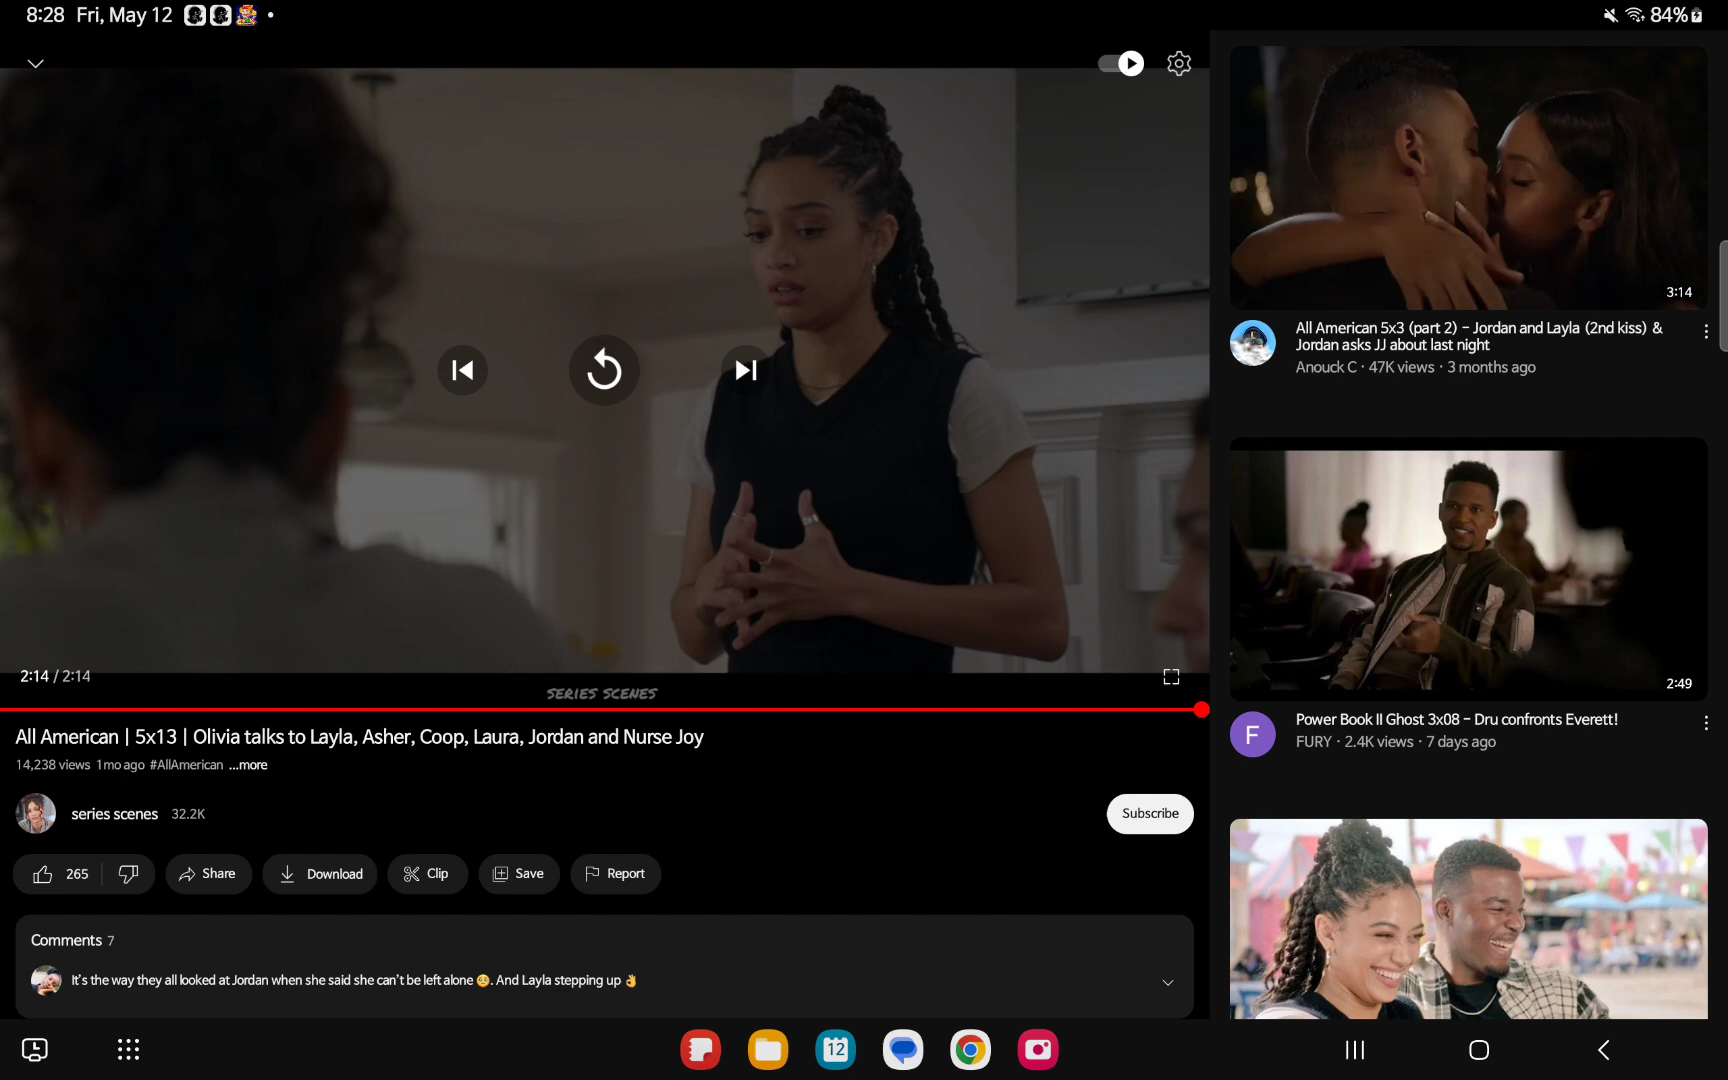 8:28 Fri, May 12
84%
2:14 / 2:14
SERIES SCENES
All American | 5x13 | Olivia talks to Layla, Asher, Coop, Laura, Jordan and Nurse Joy
14,238 views 1mo ago #AllAmerican ...more
series scenes 32.2K
Subscribe
265
Share
Download
Clip
Save
Report
Comments 7
It's the way they all looked at Jordan when she said she can't be left alone 🥺. And Layla stepping up 👌
3:14
All American 5x3 (part 2) - Jordan and Layla (2nd kiss) &
Jordan asks JJ about last night
Anouck C · 47K views · 3 months ago
2:49
F
Power Book II Ghost 3x08 - Dru confronts Everett!
FURY · 2.4K views · 7 days ago
12